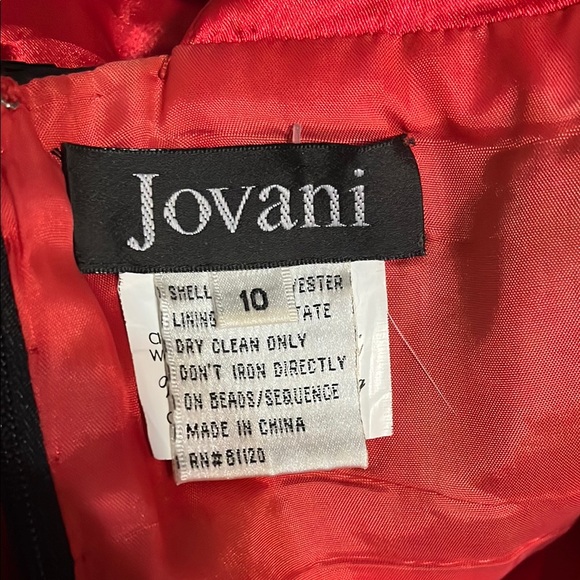 Jovani
10
SHELL ESTER
LINING TATE
DRY CLEAN ONLY
DON'T IRON DIRECTLY
ON BEADS/SEQUENCE
MADE IN CHINA
RN#61120